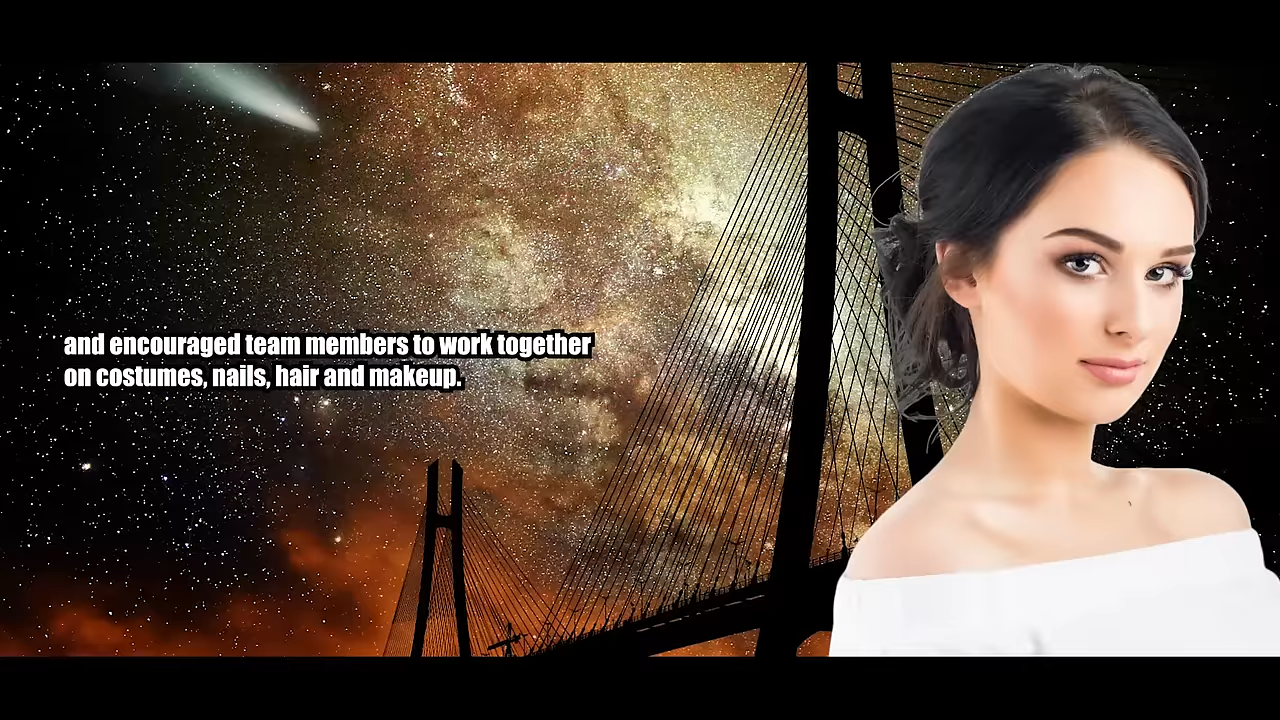 and encouraged team members to work together
on costumes, nails, hair and makeup.